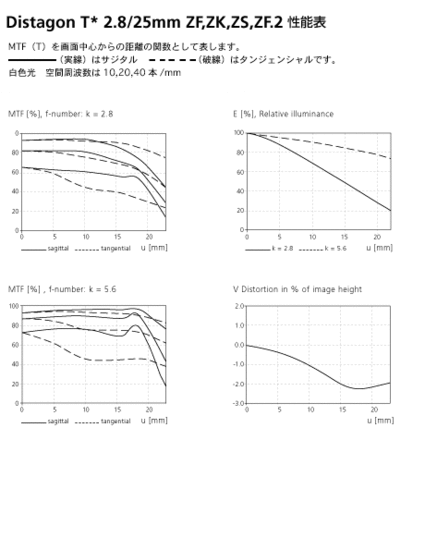 Distagon T* 2.8/25mm ZF,ZK,ZS,ZF.2 性能表
MTF（T）を画面中心からの距離の関数として表します。
（実線）はサジタル （破線）はタンジェンシャルです。
白色光 空間周波数は 10,20,40 本 /mm
MTF [%], f-number: k = 2.8
0
80
60
40
20
0
0 5 10 15 20
sagittal tangential u [mm]
E [%], Relative illuminance
100
80
60
40
20
0
0 5 10 15 20
k = 2.8 k = 5.6 u [mm]
MTF [%] , f-number: k = 5.6
100
80
60
40
20
0
0 5 10 15 20
sagittal tangential u [mm]
V Distortion in % of image height
2.0
1.0
0.0
-1.0
-2.0
-3.0
0 5 10 15 20
u [mm]